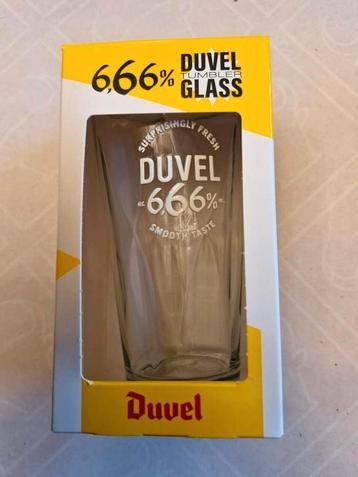 6,66% DUVEL
TUMBLER
GLASS
SURPRISINGLY FRESH
DUVEL
6,66%
SMOOTH TASTE
Duvel